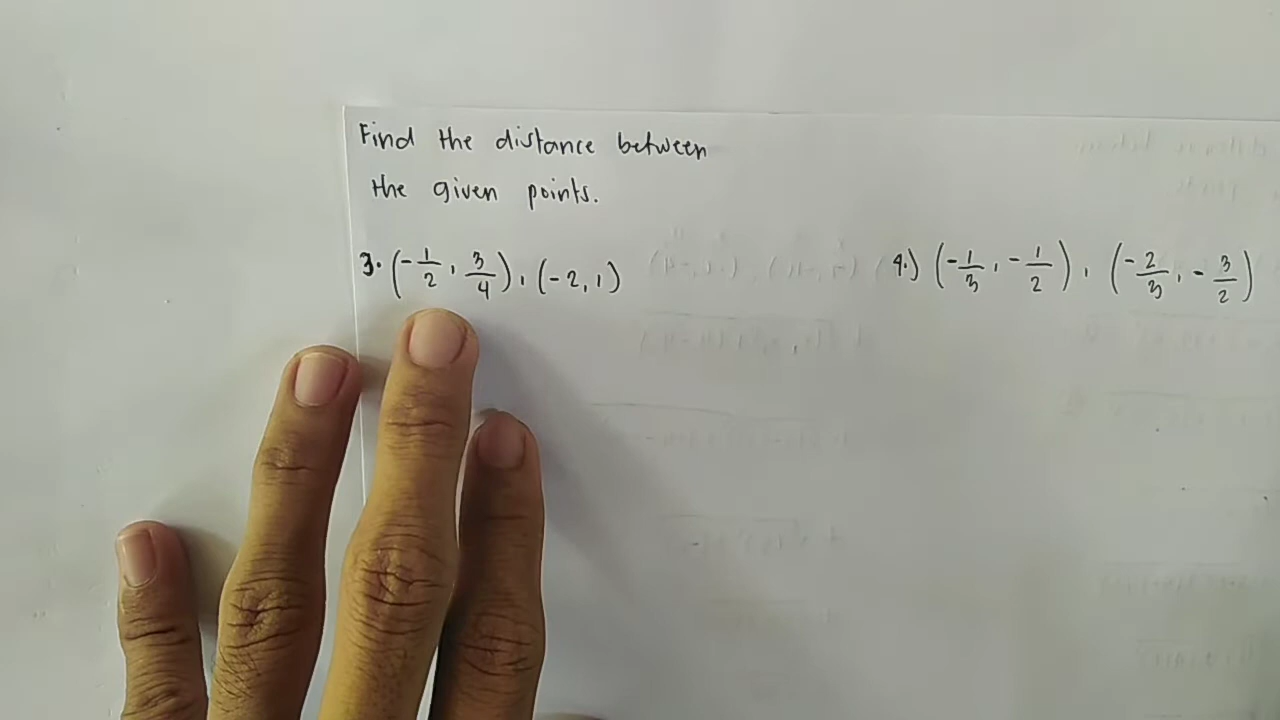 Find the distance between
the given points.
3. (-1/2, 3/4), (-2, 1)
4.) (-1/3, -1/2), (-2/3, -3/2)